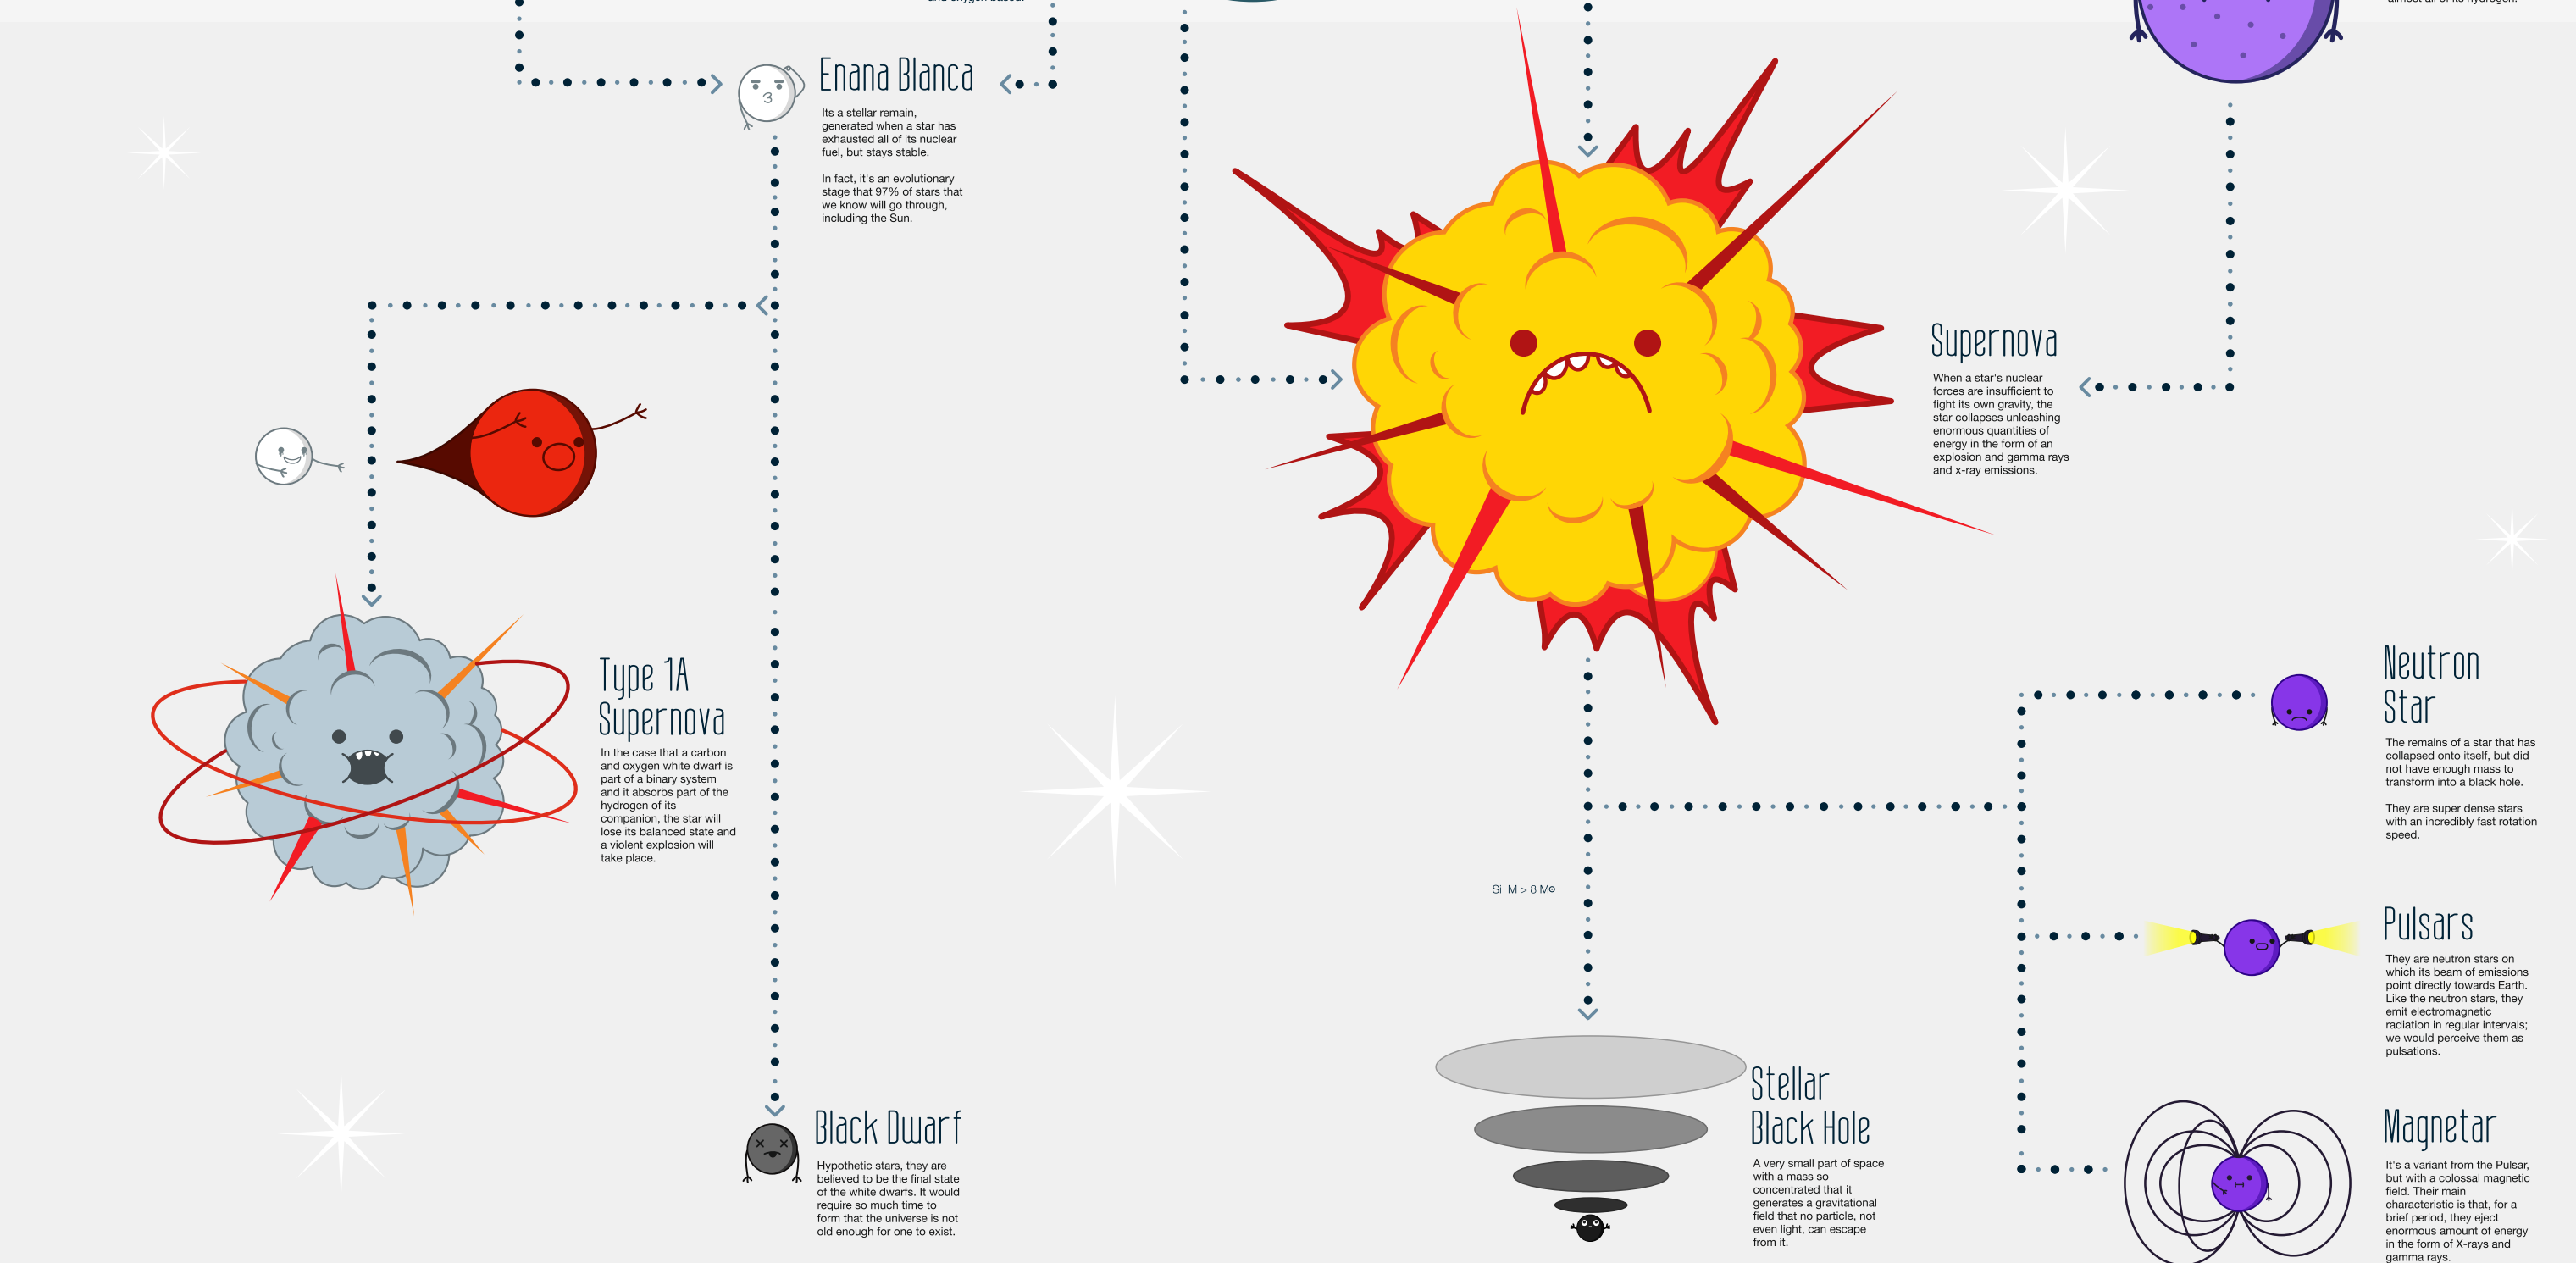 Enana Blanca
Its a stellar remain,
generated when a star has
exhausted all of its nuclear
fuel, but stays stable.
In fact, it's an evolutionary
stage that 97% of stars that
we know will go through,
including the Sun.
Supernova
When a star's nuclear
forces are insufficient to
fight its own gravity, the
star collapses unleashing
enormous quantities of
energy in the form of an
explosion and gamma rays
and x-ray emissions.
Type 1A
Supernova
In the case that a carbon
and oxygen white dwarf is
part of a binary system
and it absorbs part of the
hydrogen of its
companion, the star will
lose its balanced state and
a violent explosion will
take place.
Neutron
Star
The remains of a star that has
collapsed onto itself, but did
not have enough mass to
transform into a black hole.
They are super dense stars
with an incredibly fast rotation
speed.
Si M > 8 M⊙
Pulsars
They are neutron stars on
which its beam of emissions
point directly towards Earth.
Like the neutron stars, they
emit electromagnetic
radiation in regular intervals;
we would perceive them as
pulsations.
Black Dwarf
Hypothetic stars, they are
believed to be the final state
of the white dwarfs. It would
require so much time to
form that the universe is not
old enough for one to exist.
Stellar
Black Hole
A very small part of space
with a mass so
concentrated that it
generates a gravitational
field that no particle, not
even light, can escape
from it.
Magnetar
It's a variant from the Pulsar,
but with a colossal magnetic
field. Their main
characteristic is that, for a
brief period, they eject
enormous amount of energy
in the form of X-rays and
gamma rays.